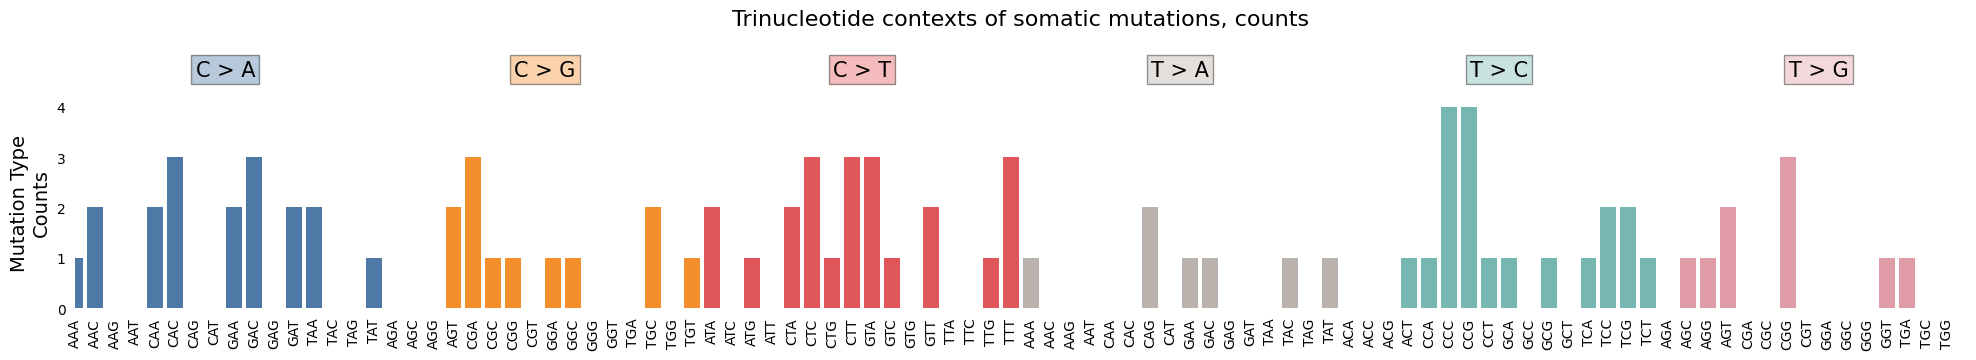 Trinucleotide contexts of somatic mutations, counts
C > A
C > G
C > T
T > A
T > C
T > G
Mutation Type
Counts
4
3
2
1
0
AAA
AAC
AAG
AAT
CAA
CAC
CAG
CAT
GAA
GAC
GAG
GAT
TAA
TAC
TAG
TAT
AGA
AGC
AGG
AGT
CGA
CGC
CGG
CGT
GGA
GGC
GGG
GGT
TGA
TGC
TGG
TGT
ATA
ATC
ATG
ATT
CTA
CTC
CTG
CTT
GTA
GTC
GTG
GTT
TTA
TTC
TTG
TTT
AAA
AAC
AAG
AAT
CAA
CAC
CAG
CAT
GAA
GAC
GAG
GAT
TAA
TAC
TAG
TAT
ACA
ACC
ACG
ACT
CCA
CCC
CCG
CCT
GCA
GCC
GCG
GCT
TCA
TCC
TCG
TCT
AGA
AGC
AGG
AGT
CGA
CGC
CGG
CGT
GGA
GGC
GGG
GGT
TGA
TGC
TGG